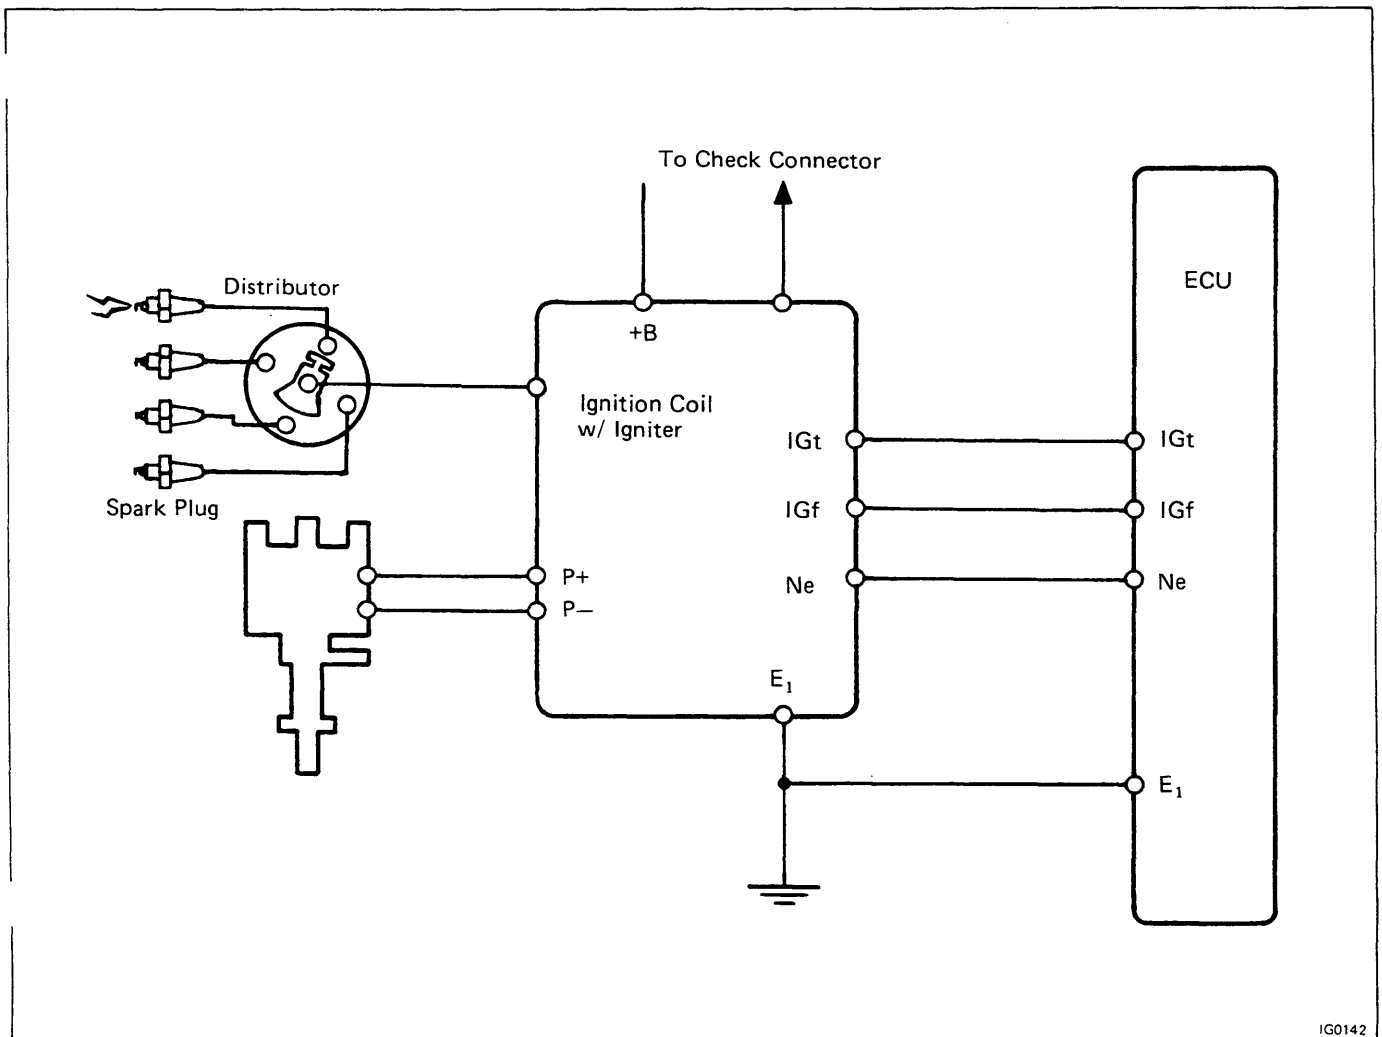 To Check Connector
ECU
Distributor
+B
Ignition Coil
w/ Igniter
IGt
IGt
IGf
IGf
Spark Plug
P+
Ne
Ne
P−
E₁
E₁
IG0142